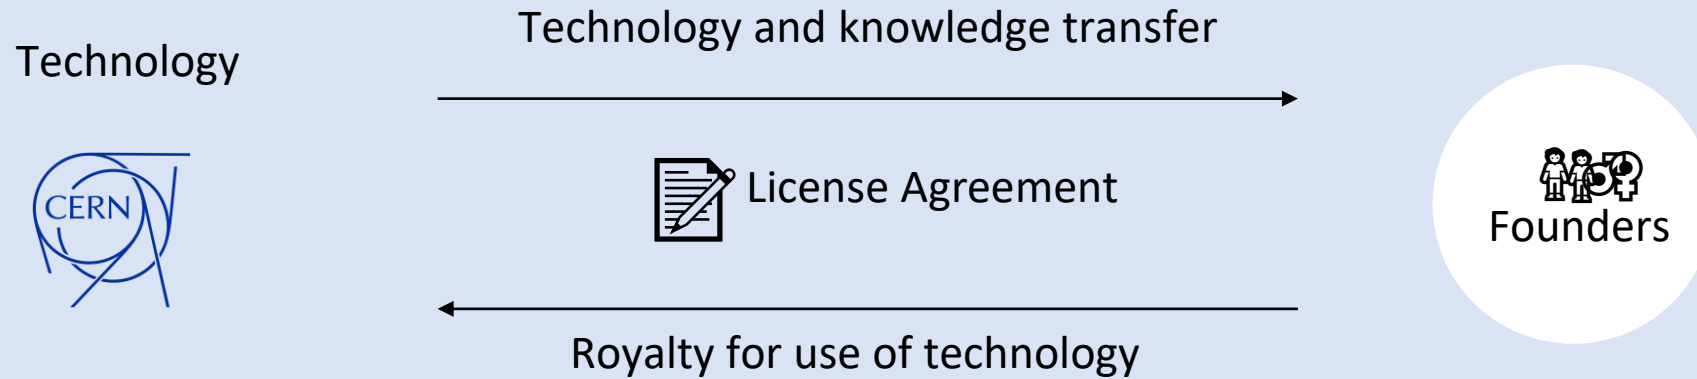 Technology and knowledge transfer
Technology
CERN
License Agreement
Founders
Royalty for use of technology